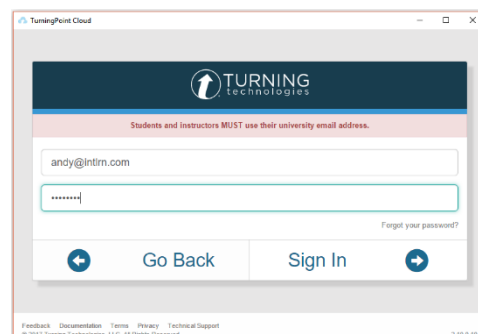 TurningPoint Cloud
TURNING
technologies
Students and instructors MUST use their university email address.
andy@intirn.com
••••••••
Forgot your password?
Go Back
Sign In
Feedback Documentation Terms Privacy Technical Support